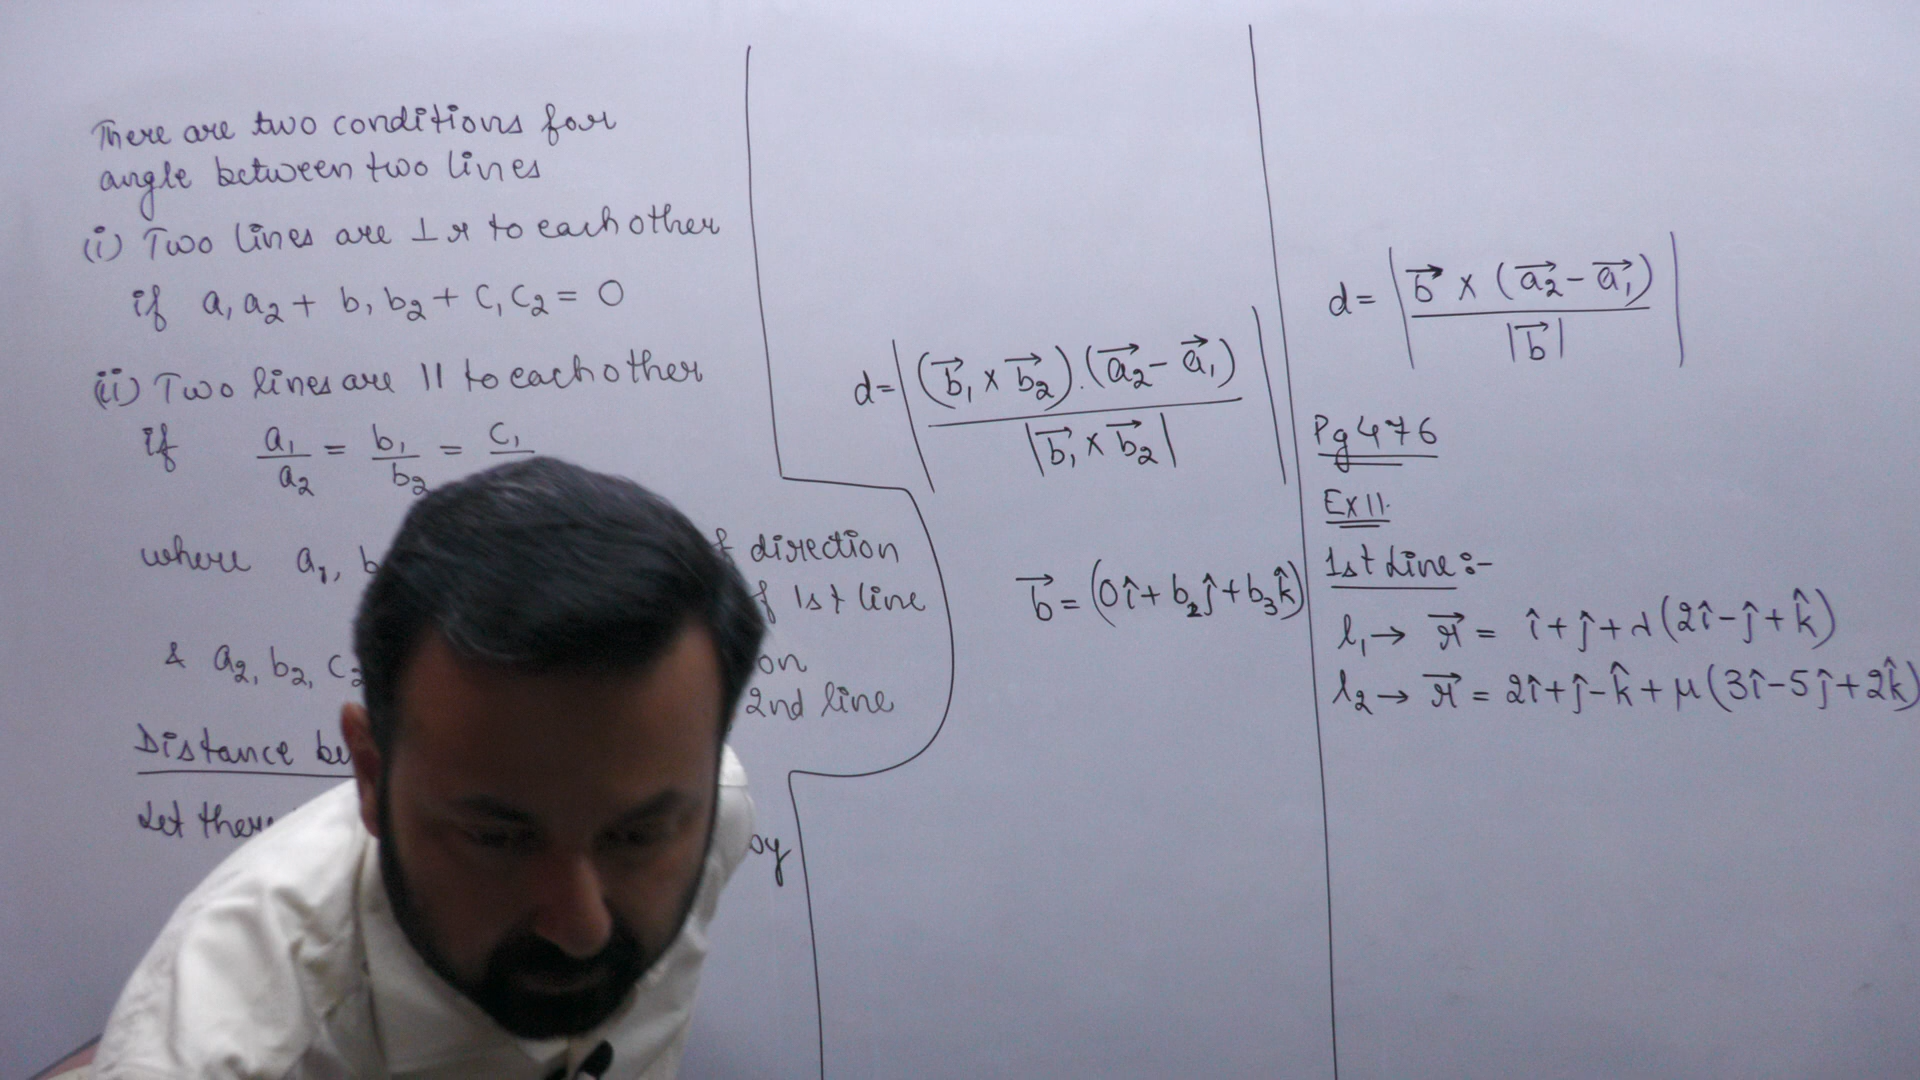 There are two conditions for
angle between two lines
(i) Two lines are ⊥r to each other
if a₁a₂ + b₁b₂ + c₁c₂ = 0
(ii) Two lines are || to each other
if a₁/a₂ = b₁/b₂ = c₁
where a₁, b direction
1st line
& a₂, b₂, c₂ on
2nd line
Distance be
Let there by
d = |(b⃗₁ × b⃗₂).(a⃗₂ - a⃗₁) / |b⃗₁ × b⃗₂||
b⃗ = (0î + b₂ĵ + b₃k̂)
d = |b⃗ × (a⃗₂ - a⃗₁) / |b⃗||
Pg 476
Ex 11.
1st Line :-
l₁ → r⃗ = î + ĵ + λ(2î - ĵ + k̂)
l₂ → r⃗ = 2î + ĵ - k̂ + μ(3î - 5ĵ + 2k̂)